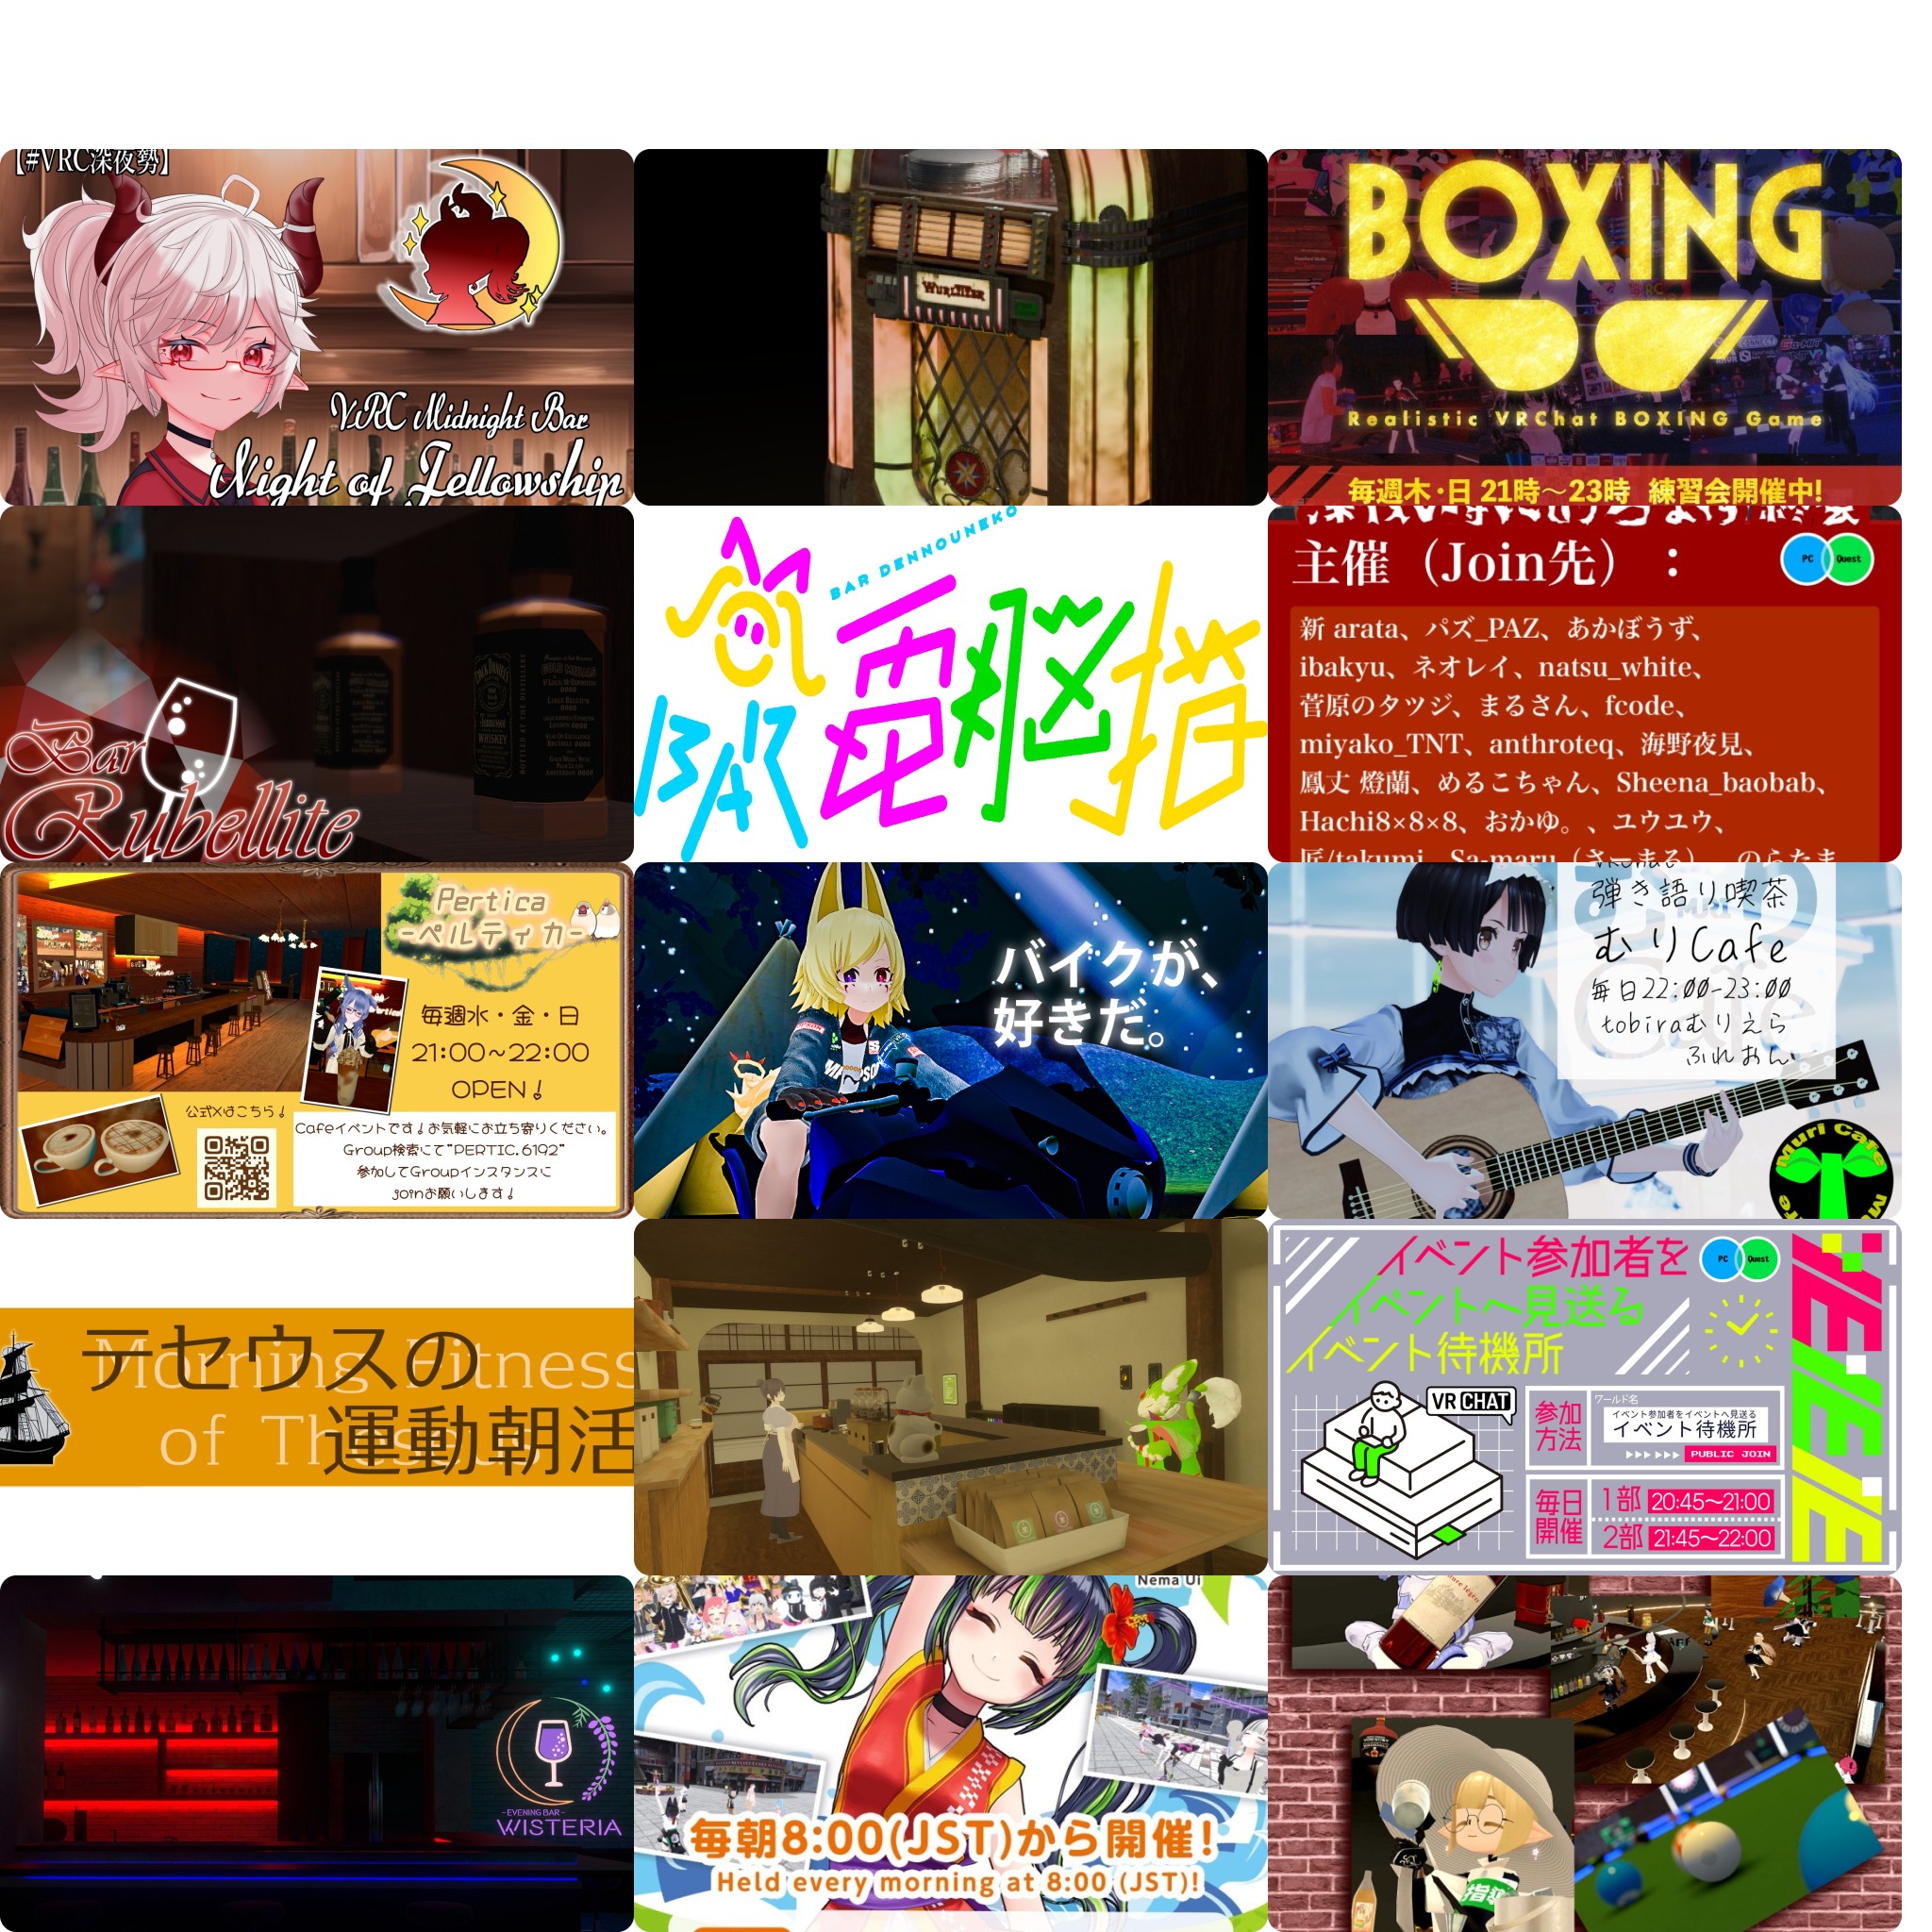 【#VRC深夜勢】
VRC Midnight Bar
Night of Fellowship
WURLITZER
BOXING
Realistic VRChat BOXING Game
毎週木・日 21時～23時 練習会開催中!
Bar
Rubellite
WHISKEY
BAR DENNOUNEKO
BAR
電脳猫
主催（Join先）：
PC Quest
新 arata、パズ_PAZ、あかぼうず、
ibakyu、ネオレイ、natsu_white、
菅原のタツジ、まるさん、fcode、
miyako_TNT、anthroteq、海野夜見、
鳳丈 燈蘭、めるこちゃん、Sheena_baobab、
Hachi8×8×8、おかゆ。、ユウユウ、
匠/takumi、Sa-maru（さーまる）、のらたま
Pertica
-ペルティカ-
毎週水・金・日
21:00~22:00
OPEN!
公式Xはこちら!
Cafeイベントです!お気軽にお立ち寄りください。
Group検索にて"PERTIC.6192"
参加してGroupインスタンスに
joinお願いします!
バイクが、
好きだ。
弾き語り喫茶
むりCafe
毎日22:00-23:00
tobiraむりえら
ふれおん
Muri Cafe
テセウスの
Morning Fitness
of Theseus
運動朝活
イベント参加者を
イベントへ見送る
イベント待機所
PC Quest
VRCHAT
参加方法
ワールド名
イベント参加者をイベントへ見送る
イベント待機所
PUBLIC JOIN
毎日開催
1部 20:45～21:00
2部 21:45～22:00
-EVENING BAR-
WISTERIA
Nema Ui
毎朝8:00(JST)から開催!
Held every morning at 8:00 (JST)!
指導